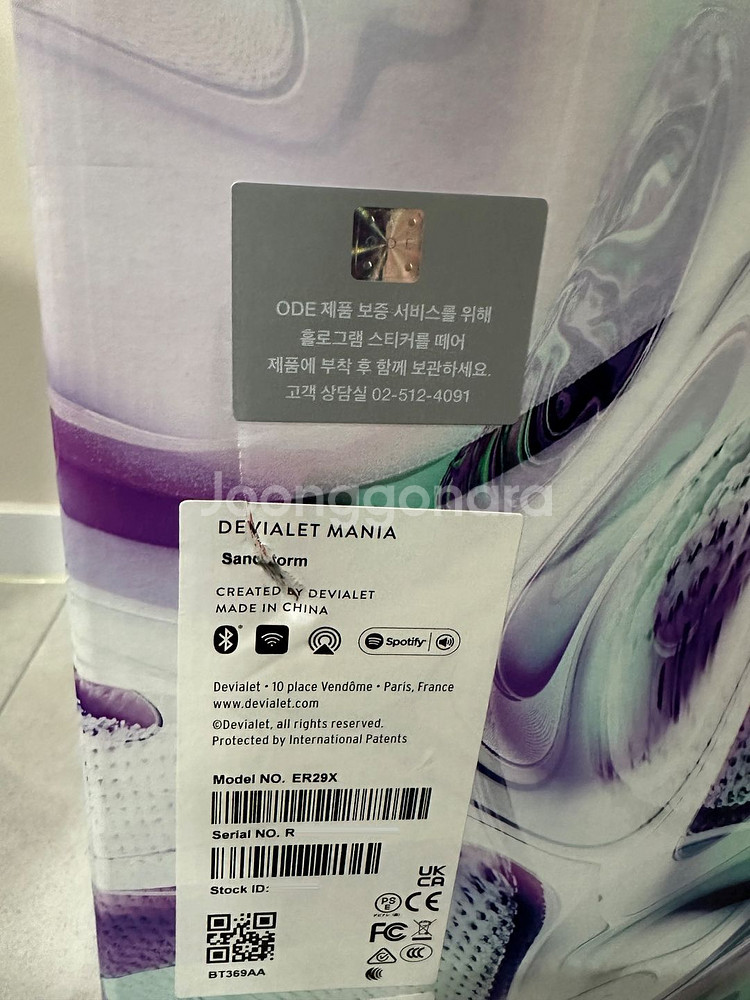 ODE
ODE 제품 보증 서비스를 위해
홀로그램 스티커를 떼어
제품에 부착 후 함께 보관하세요.
고객 상담실 02-512-4091
Joonggonara
DEVIALET MANIA
Sandstorm
CREATED BY DEVIALET
MADE IN CHINA
Spotify
Devialet • 10 place Vendôme • Paris, France
www.devialet.com
©Devialet, all rights reserved.
Protected by International Patents
Model NO. ER29X
Serial NO. R
Stock ID:
UK
CA
PS
E
CE
FC
CCC
BT369AA